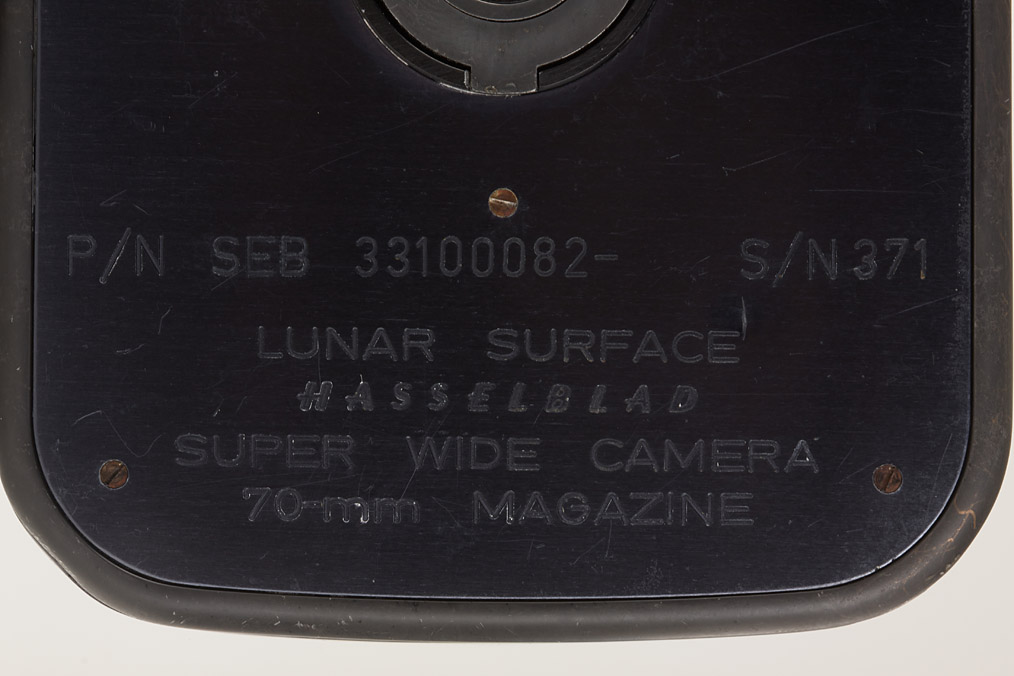 P/N SEB 33100082- S/N 371
LUNAR SURFACE
HASSELBLAD
SUPER WIDE CAMERA
70-mm MAGAZINE